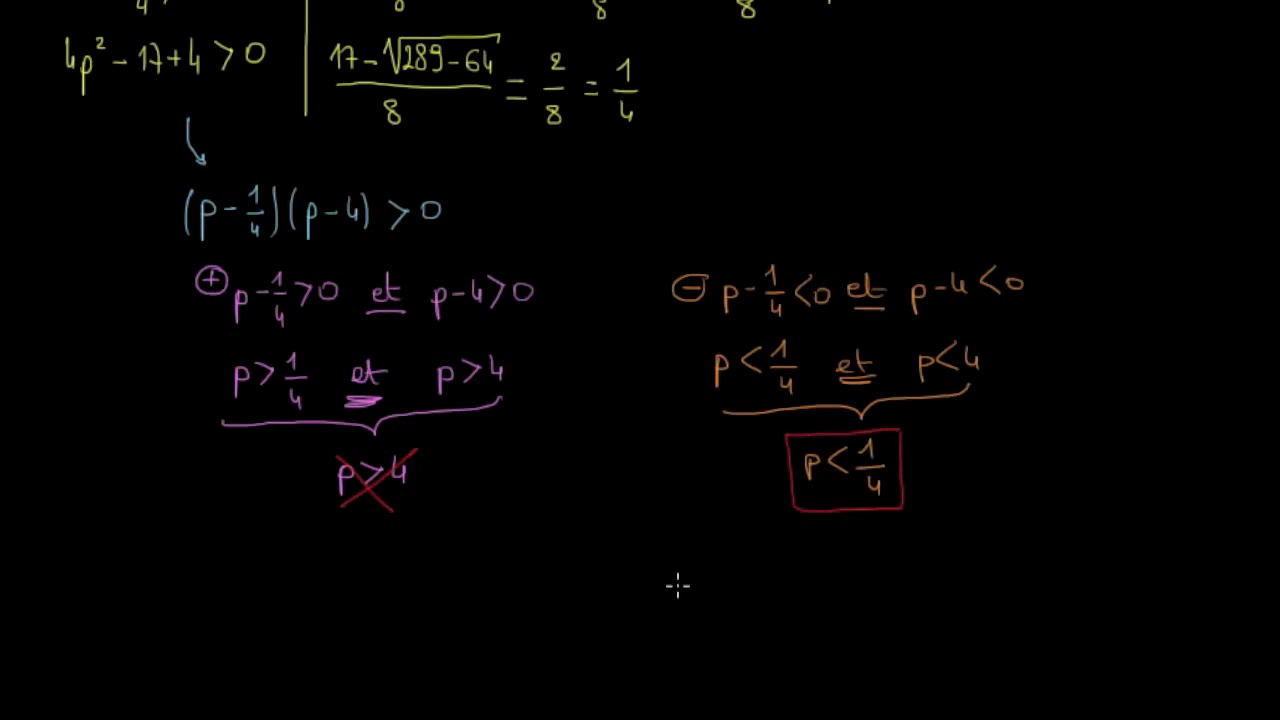 4p² - 17 + 4 > 0
17 - √289 - 64 / 8 = 2/8 = 1/4
(p - 1/4)(p - 4) > 0
⊕ p - 1/4 > 0 et p - 4 > 0
⊖ p - 1/4 < 0 et p - 4 < 0
p > 1/4 et p > 4
p < 1/4 et p < 4
p > 4
p < 1/4